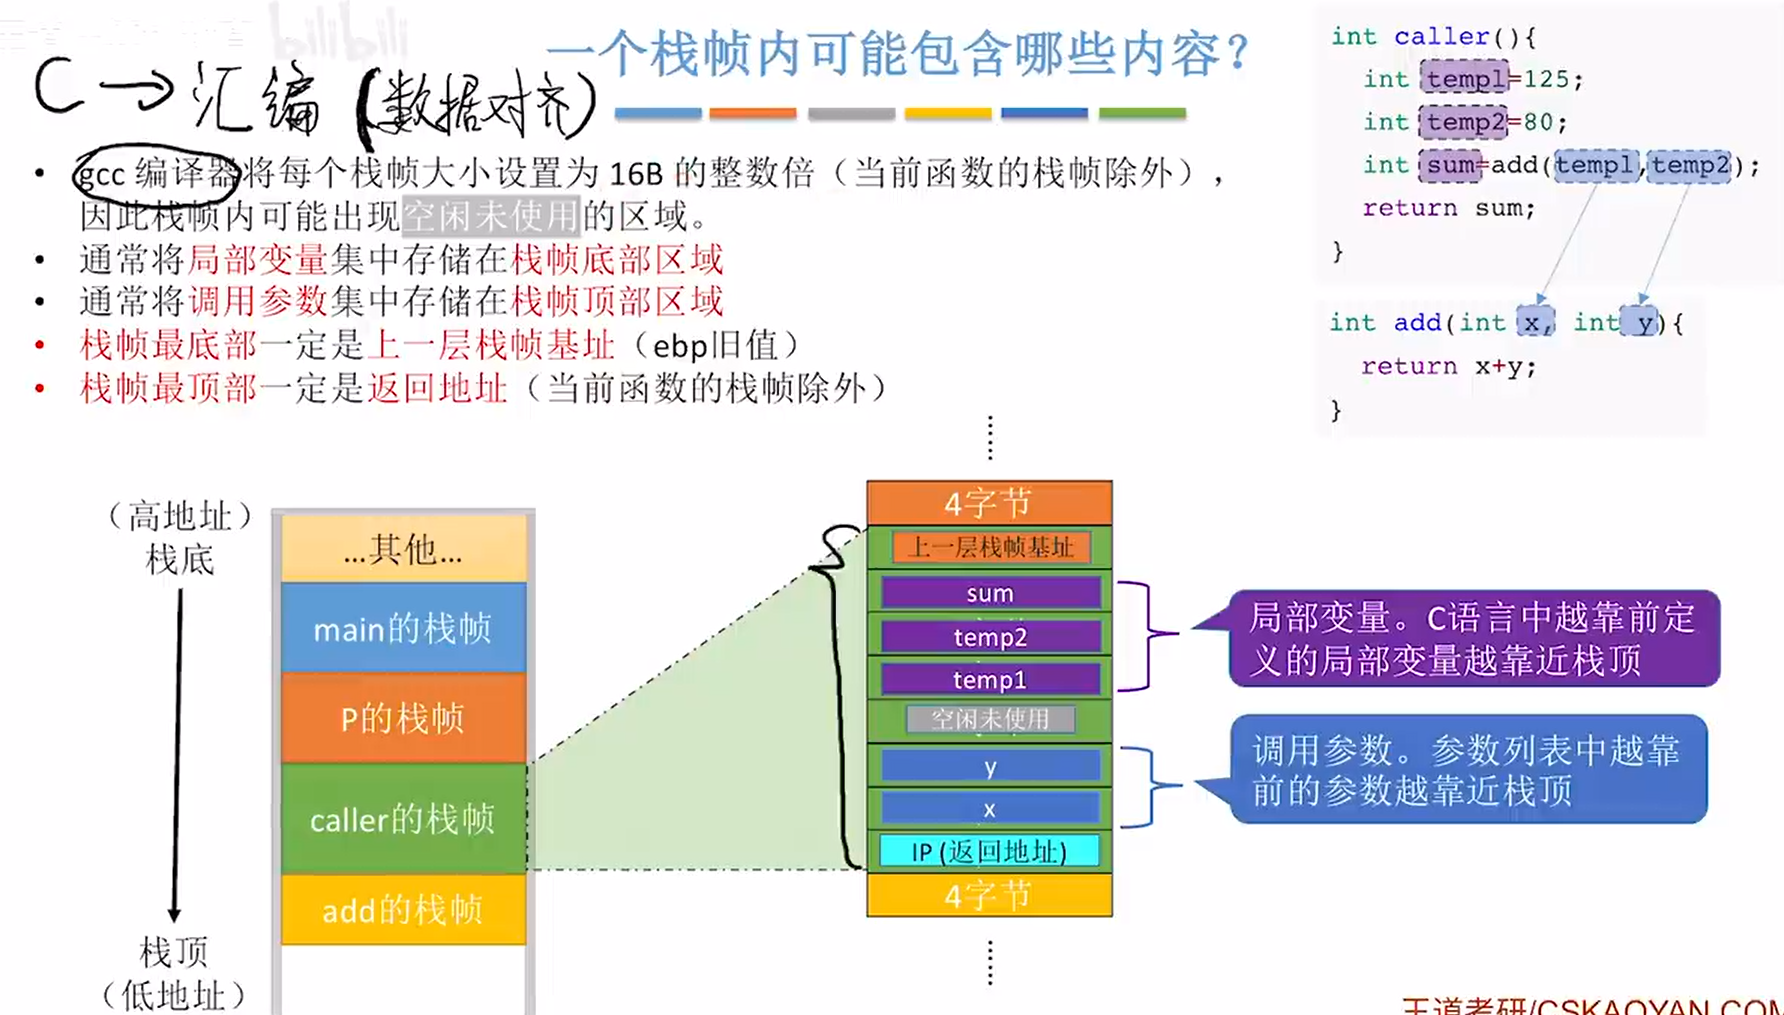 bilibili
一个栈帧内可能包含哪些内容？
C → 汇编（数据对齐）
• gcc 编译器将每个栈帧大小设置为 16B 的整数倍（当前函数的栈帧除外），
因此栈帧内可能出现空闲未使用的区域。
• 通常将局部变量集中存储在栈帧底部区域
• 通常将调用参数集中存储在栈帧顶部区域
• 栈帧最底部一定是上一层栈帧基址（ebp旧值）
• 栈帧最顶部一定是返回地址（当前函数的栈帧除外）
int caller(){
int temp1=125;
int temp2=80;
int sum=add(temp1,temp2);
return sum;
}
int add(int x, int y){
return x+y;
}
（高地址）
栈底
栈顶
（低地址）
...其他...
main的栈帧
P的栈帧
caller的栈帧
add的栈帧
4字节
上一层栈帧基址
sum
temp2
temp1
空闲未使用
y
x
IP (返回地址)
4字节
局部变量。C语言中越靠前定
义的局部变量越靠近栈顶
调用参数。参数列表中越靠
前的参数越靠近栈顶
王道考研/CSKAOYAN.COM